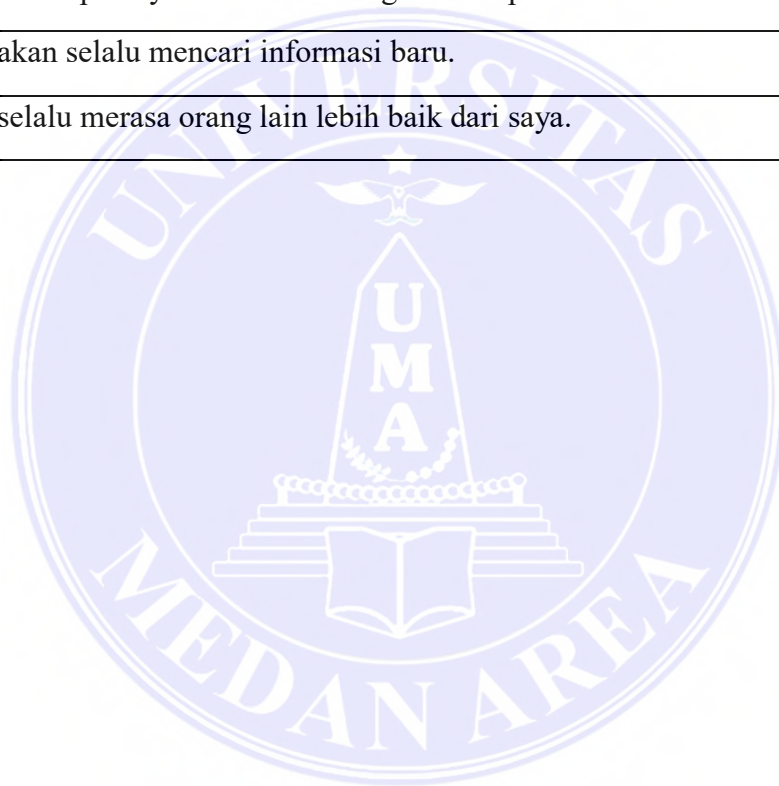 akan selalu mencari informasi baru.
selalu merasa orang lain lebih baik dari saya.
UNIVERSITAS
U
M
A
MEDAN AREA